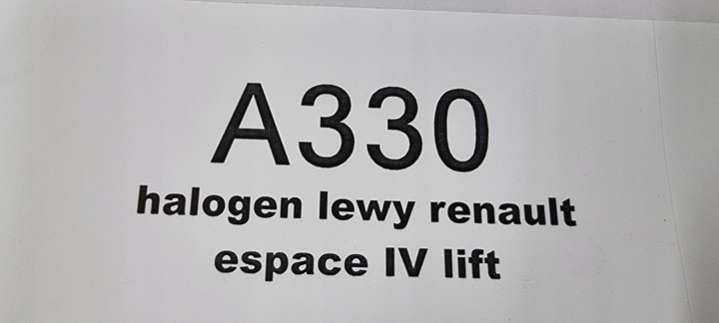 A330
halogen lewy renault
espace IV lift